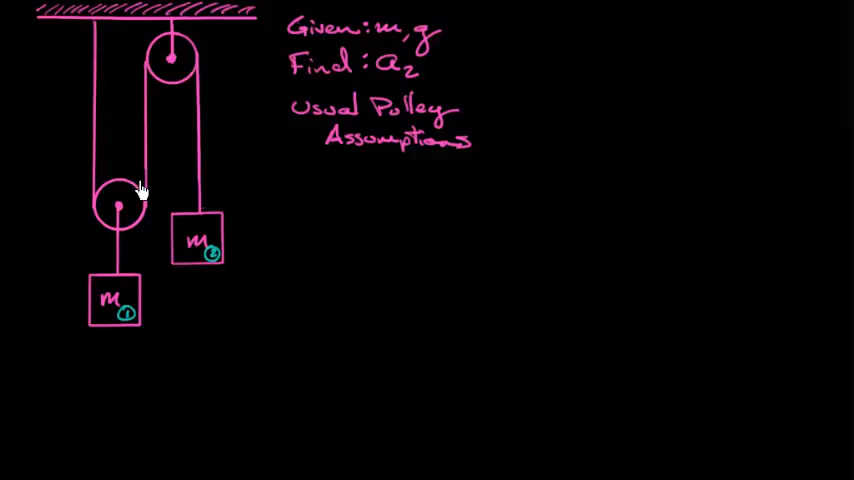 Given: m, g
Find: a₂
Usual Pulley
Assumptions
m ②
m ①